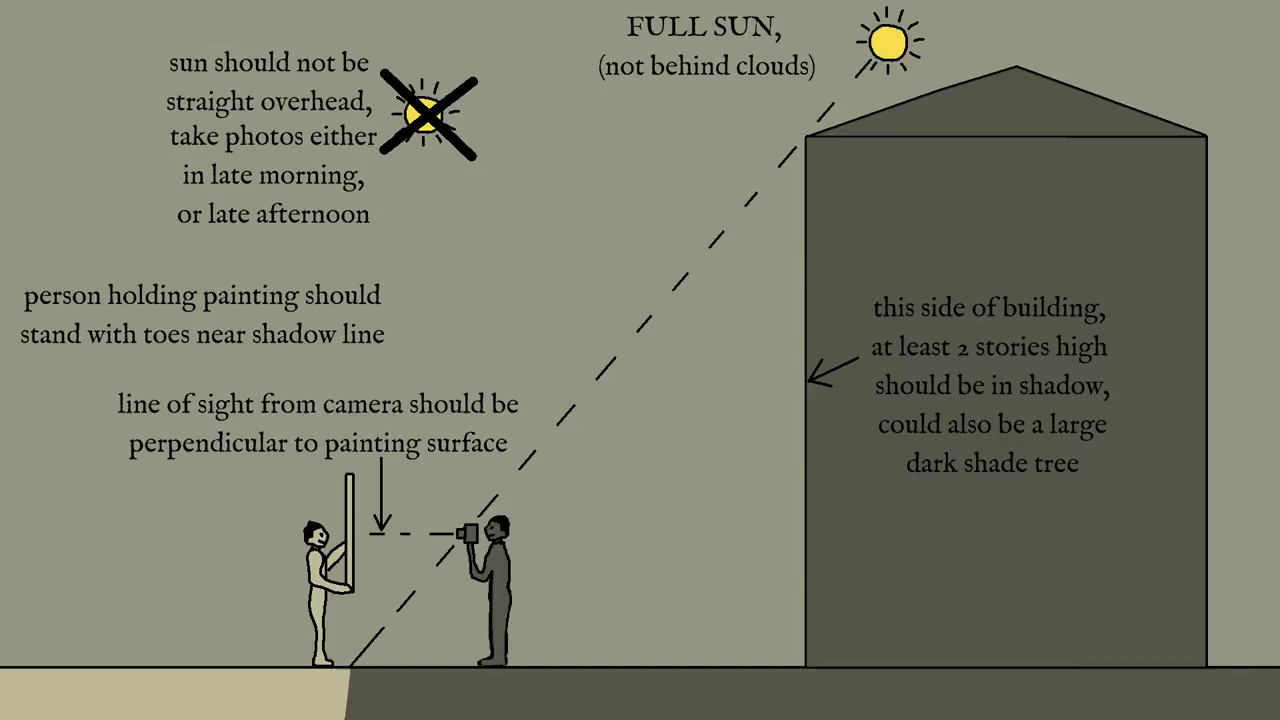 FULL SUN,
(not behind clouds)
sun should not be
straight overhead,
take photos either
in late morning,
or late afternoon
person holding painting should
stand with toes near shadow line
line of sight from camera should be
perpendicular to painting surface
this side of building,
at least 2 stories high
should be in shadow,
could also be a large
dark shade tree